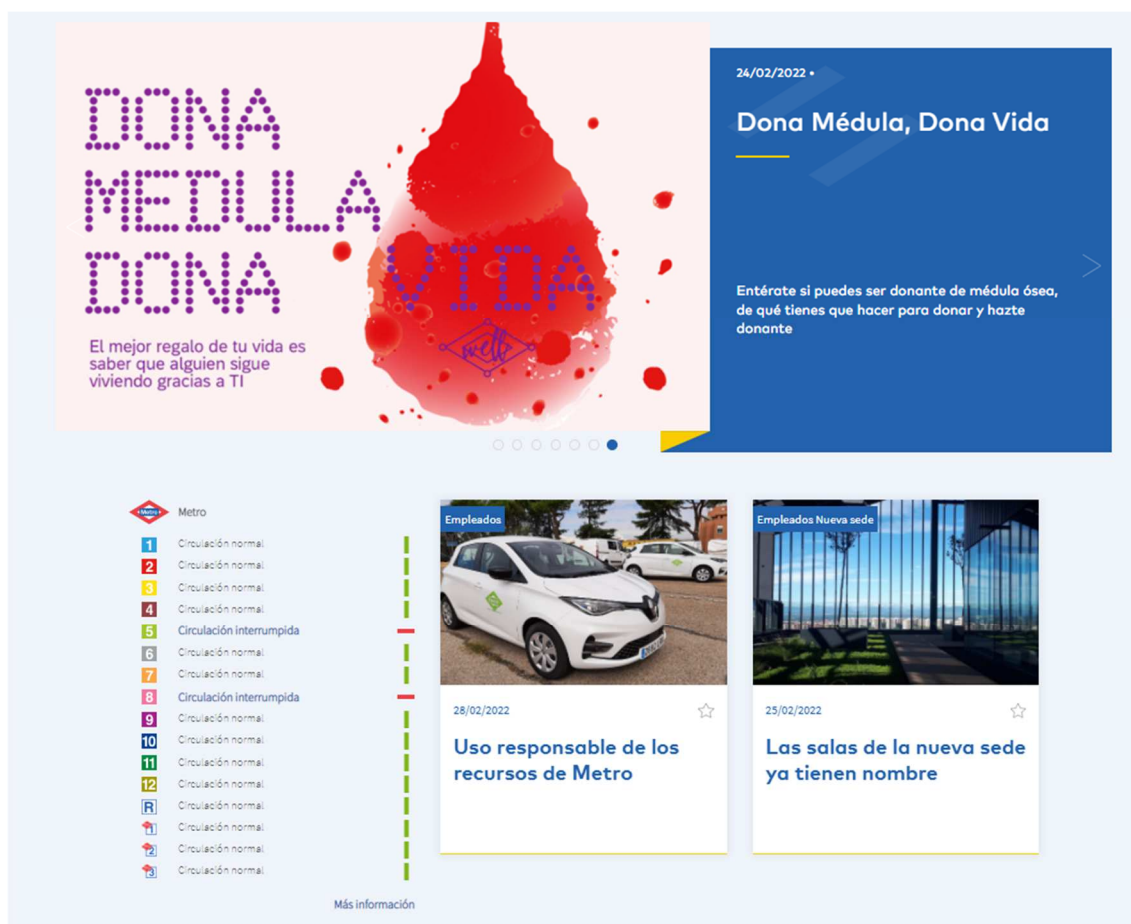 DONA
MEDULA
DONA VIDA
El mejor regalo de tu vida es
saber que alguien sigue
viviendo gracias a TI
well
24/02/2022 •
Dona Médula, Dona Vida
Entérate si puedes ser donante de médula ósea,
de qué tienes que hacer para donar y hazte
donante
Metro Metro
1 Circulación normal
2 Circulación normal
3 Circulación normal
4 Circulación normal
5 Circulación interrumpida
6 Circulación normal
7 Circulación normal
8 Circulación interrumpida
9 Circulación normal
10 Circulación normal
11 Circulación normal
12 Circulación normal
R Circulación normal
1 Circulación normal
2 Circulación normal
3 Circulación normal
Más información
Empleados
28/02/2022
Uso responsable de los
recursos de Metro
Empleados Nueva sede
25/02/2022
Las salas de la nueva sede
ya tienen nombre